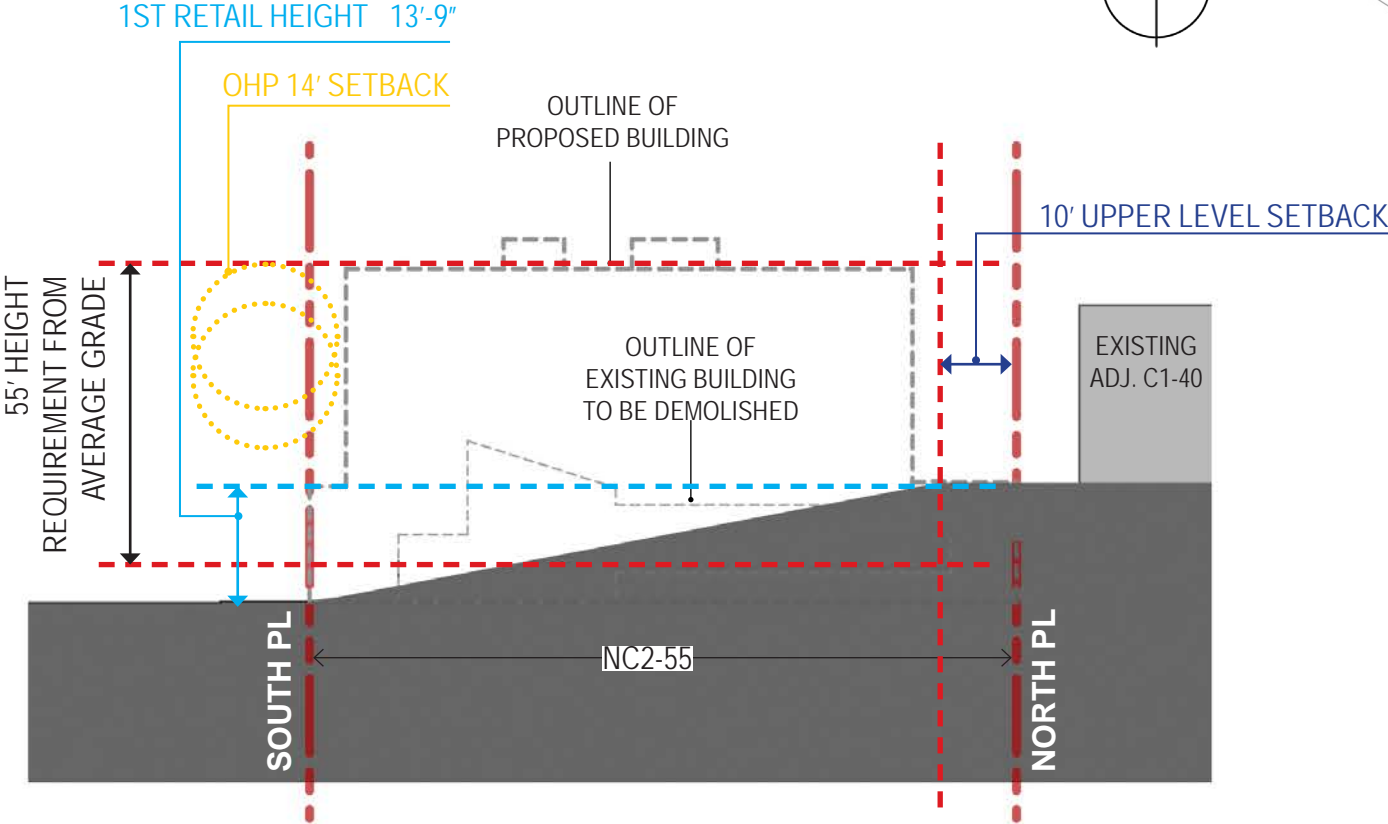 1ST RETAIL HEIGHT 13'-9"
OHP 14' SETBACK
OUTLINE OF
PROPOSED BUILDING
10' UPPER LEVEL SETBACK
55' HEIGHT
REQUIREMENT FROM
AVERAGE GRADE
OUTLINE OF
EXISTING BUILDING
TO BE DEMOLISHED
EXISTING
ADJ. C1-40
SOUTH PL
NC2-55
NORTH PL